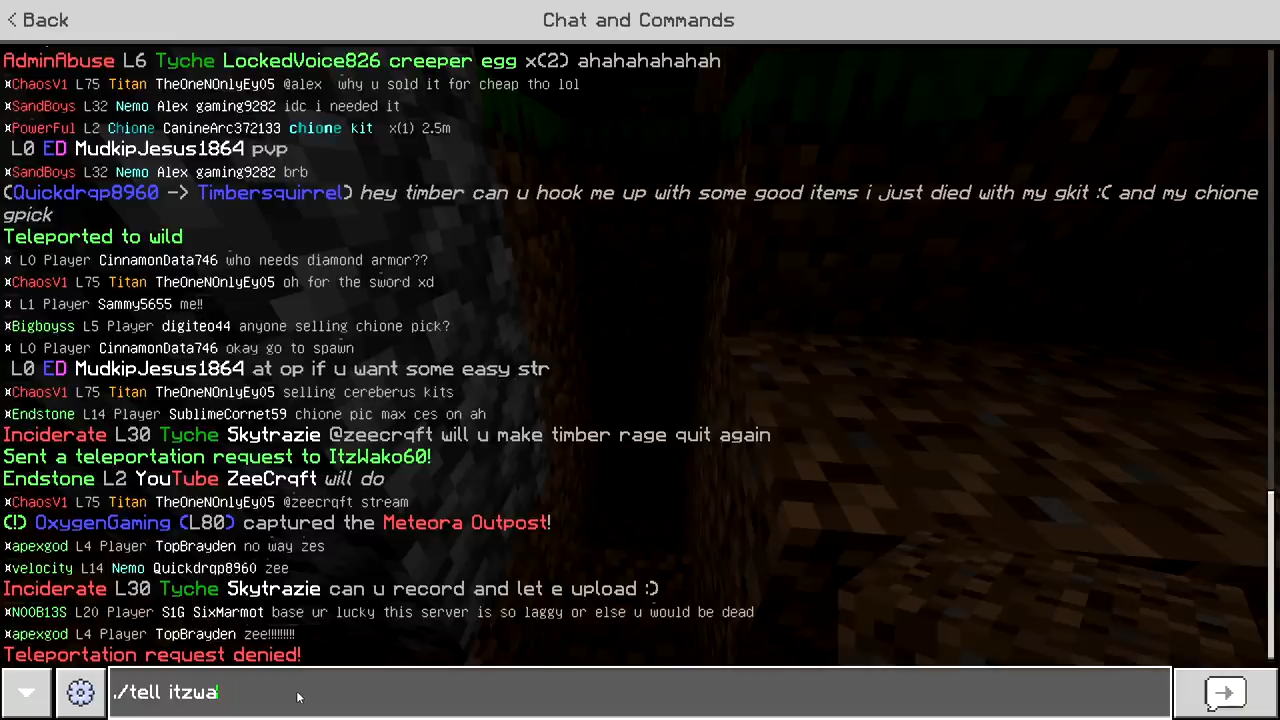 < Back
Chat and Commands
AdminAbuse L6 Tyche LockedVoice826 creeper egg x(2) ahahahahahah
×ChaosV1 L75 Titan TheOneNOnlyEy05 @alex  why u sold it for cheap tho lol
×SandBoys L32 Nemo Alex gaming9282 idc i needed it
×PowerFul L2 Chione CanineArc372133 chione kit  x(1) 2.5m
L0 ED MudkipJesus1864 pvp
×SandBoys L32 Nemo Alex gaming9282 brb
(Quickdrqp8960 -> Timbersquirrel) hey timber can u hook me up with some good items i just died with my gkit :( and my chione
gpick
Teleported to wild
× L0 Player CinnamonData746 who needs diamond armor??
×ChaosV1 L75 Titan TheOneNOnlyEy05 oh for the sword xd
× L1 Player Sammy5655 me!!
×Bigboyss L5 Player digiteo44 anyone selling chione pick?
× L0 Player CinnamonData746 okay go to spawn
L0 ED MudkipJesus1864 at op if u want some easy str
×ChaosV1 L75 Titan TheOneNOnlyEy05 selling cereberus kits
×Endstone L14 Player SublimeCornet59 chione pic max ces on ah
Inciderate L30 Tyche Skytrazie @zeecrqft will u make timber rage quit again
Sent a teleportation request to ItzWako60!
Endstone L2 YouTube ZeeCrqft will do
×ChaosV1 L75 Titan TheOneNOnlyEy05 @zeecrqft stream
(!) OxygenGaming (L80) captured the Meteora Outpost!
×apexgod L4 Player TopBrayden no way zes
×velocity L14 Nemo Quickdrqp8960 zee
Inciderate L30 Tyche Skytrazie can u record and let e upload :)
×NOOB13S L20 Player S1G SixMarmot base ur lucky this server is so laggy or else u would be dead
×apexgod L4 Player TopBrayden zee!!!!!!!!!
Teleportation request denied!
./tell itzwa